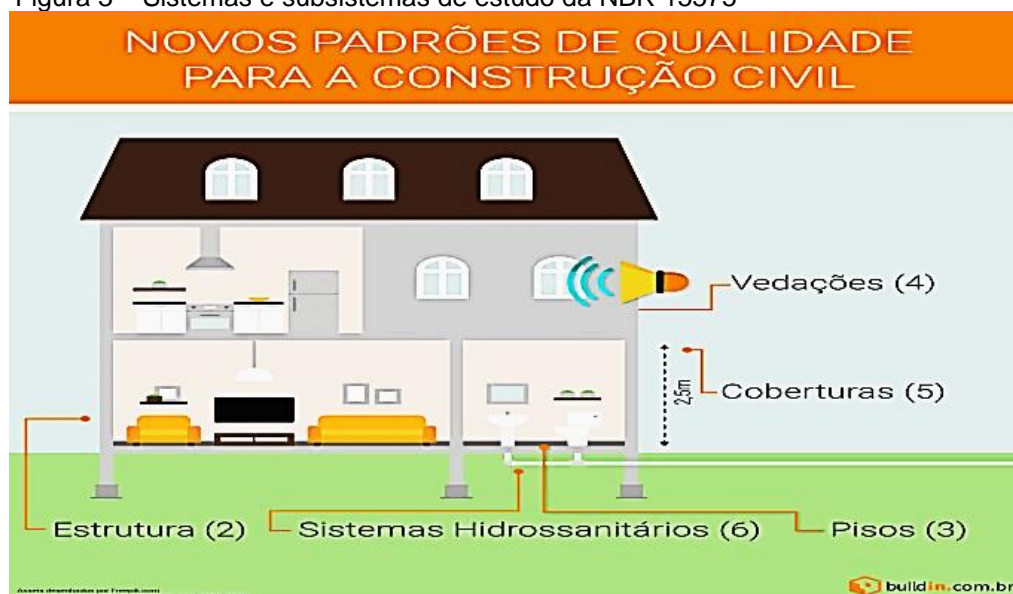 Figura 5 – Sistemas e subsistemas de estudo da NBR 15575
NOVOS PADRÕES DE QUALIDADE
PARA A CONSTRUÇÃO CIVIL
Vedações (4)
2,5m
Coberturas (5)
Estrutura (2)
Sistemas Hidrossanitários (6)
Pisos (3)
buildin.com.br